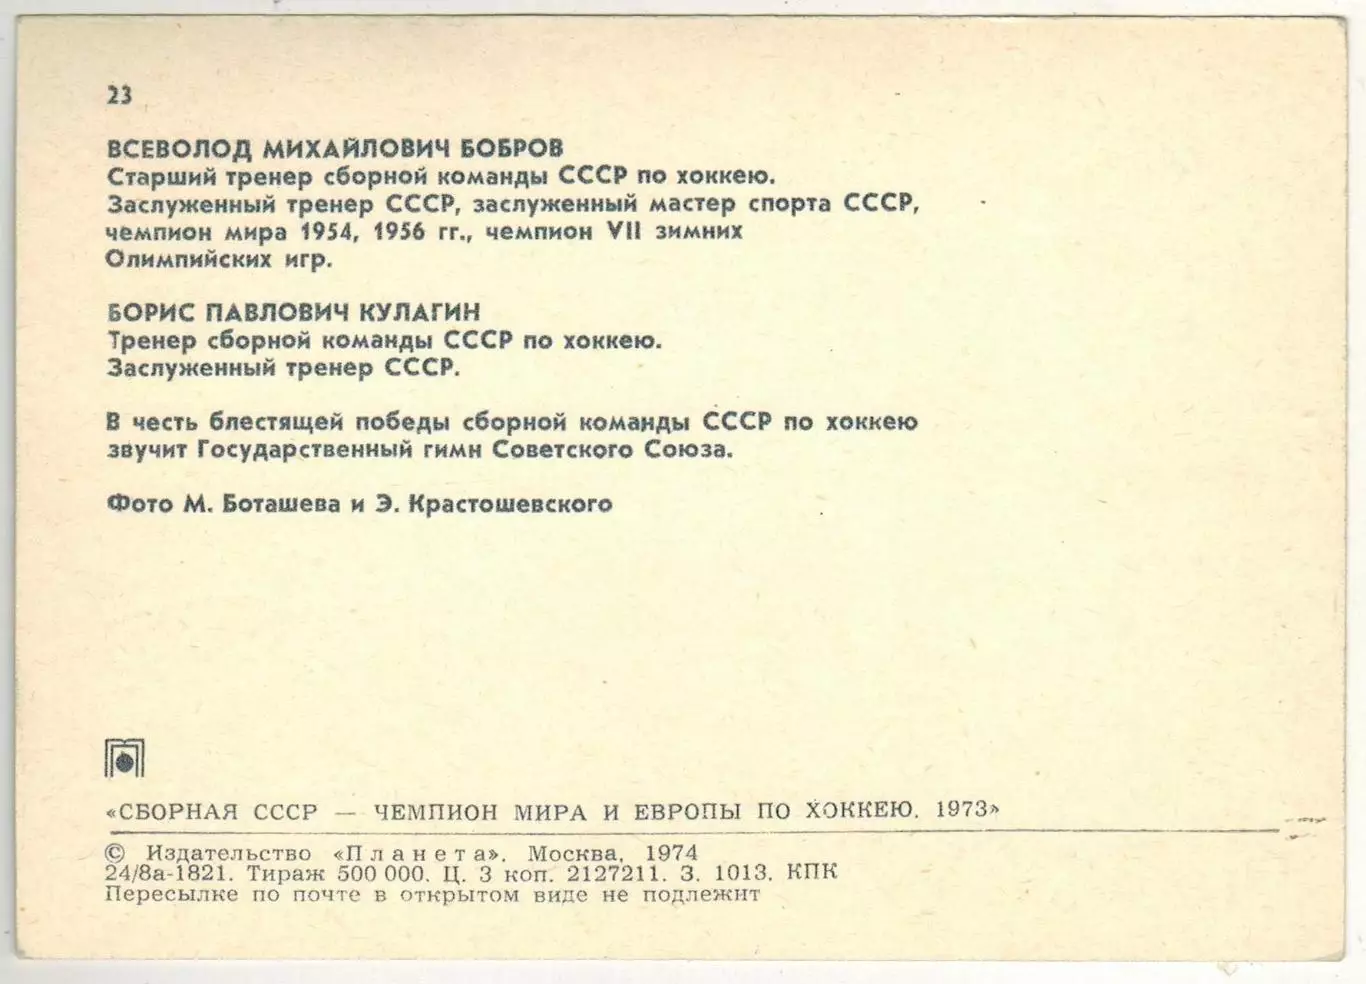 23
ВСЕВОЛОД МИХАЙЛОВИЧ БОБРОВ
Старший тренер сборной команды СССР по хоккею.
Заслуженный тренер СССР, заслуженный мастер спорта СССР,
чемпион мира 1954, 1956 гг., чемпион VII зимних
Олимпийских игр.
БОРИС ПАВЛОВИЧ КУЛАГИН
Тренер сборной команды СССР по хоккею.
Заслуженный тренер СССР.
В честь блестящей победы сборной команды СССР по хоккею
звучит Государственный гимн Советского Союза.
Фото М. Боташева и Э. Крастошевского
«СБОРНАЯ СССР — ЧЕМПИОН МИРА И ЕВРОПЫ ПО ХОККЕЮ. 1973»
© Издательство «Планета». Москва, 1974
24/8а-1821. Тираж 500 000. Ц. 3 коп. 2127211. З. 1013. КПК
Пересылке по почте в открытом виде не подлежит